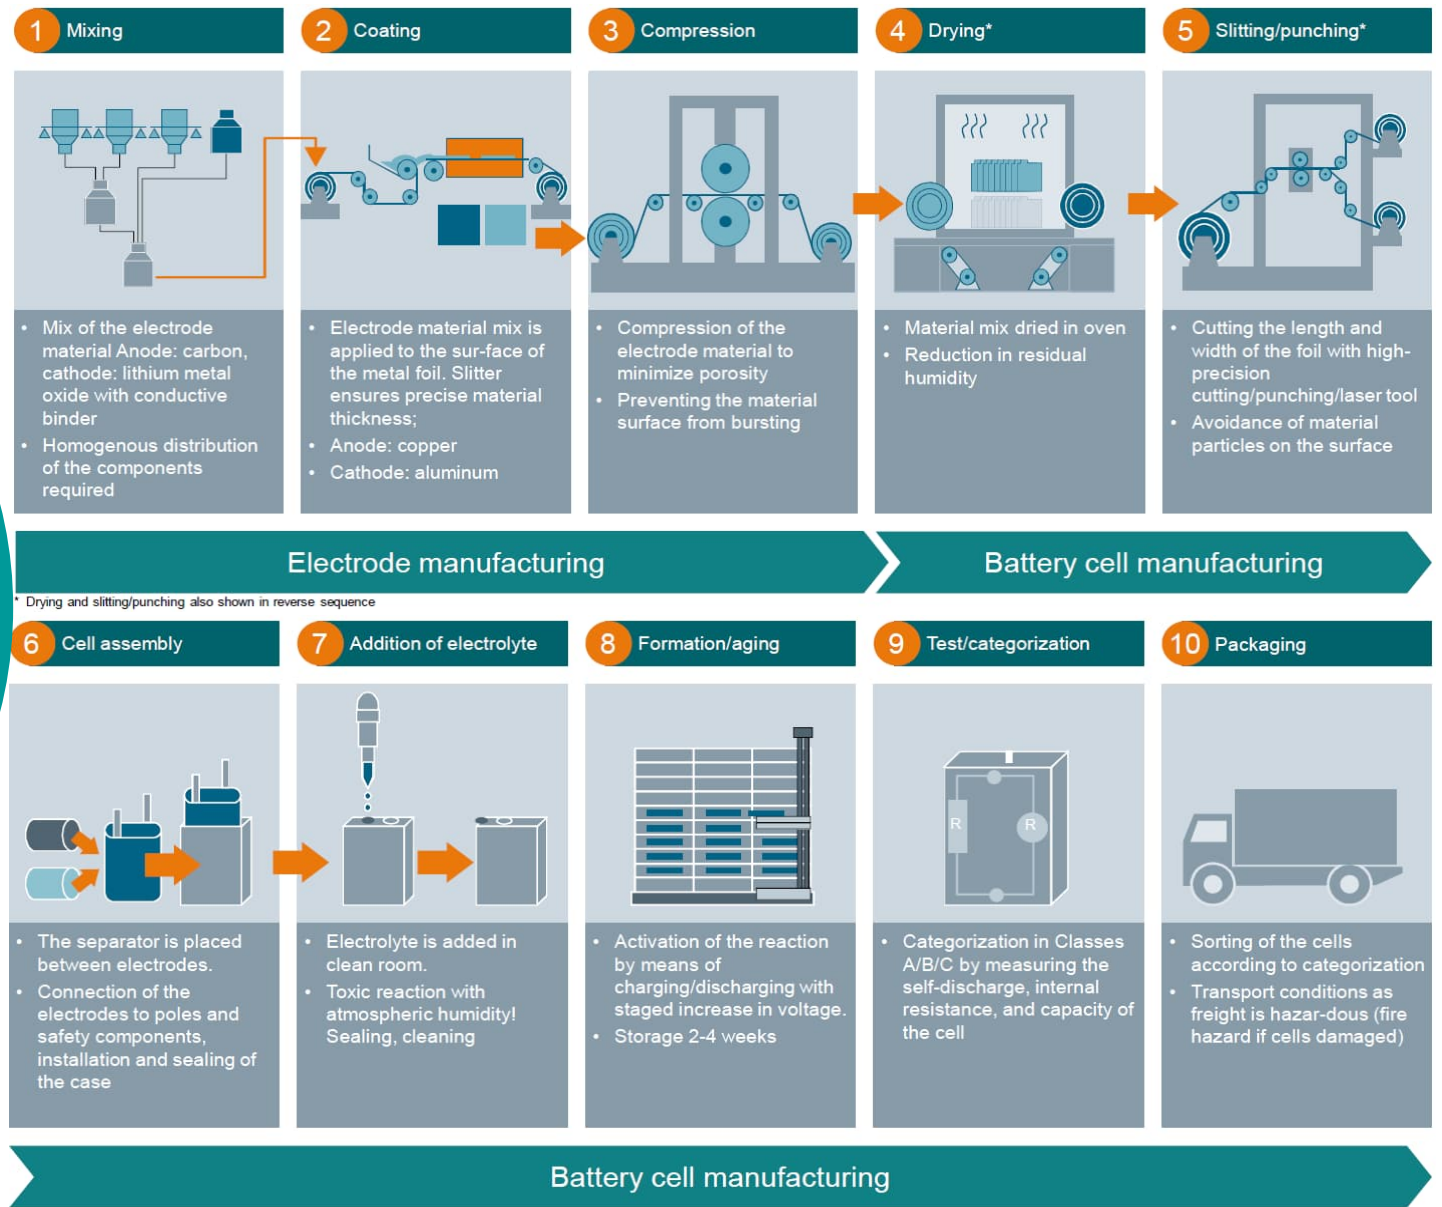 1 Mixing
2 Coating
3 Compression
4 Drying*
5 Slitting/punching*
• Mix of the electrode
material Anode: carbon,
cathode: lithium metal
oxide with conductive
binder
• Homogenous distribution
of the components
required
• Electrode material mix is
applied to the sur-face of
the metal foil. Slitter
ensures precise material
thickness;
• Anode: copper
• Cathode: aluminum
• Compression of the
electrode material to
minimize porosity
• Preventing the material
surface from bursting
• Material mix dried in oven
• Reduction in residual
humidity
• Cutting the length and
width of the foil with high-
precision
cutting/punching/laser tool
• Avoidance of material
particles on the surface
Electrode manufacturing
Battery cell manufacturing
* Drying and slitting/punching also shown in reverse sequence
6 Cell assembly
7 Addition of electrolyte
8 Formation/aging
9 Test/categorization
10 Packaging
R
R
• The separator is placed
between electrodes.
• Connection of the
electrodes to poles and
safety components,
installation and sealing of
the case
• Electrolyte is added in
clean room.
• Toxic reaction with
atmospheric humidity!
Sealing, cleaning
• Activation of the reaction
by means of
charging/discharging with
staged increase in voltage.
• Storage 2-4 weeks
• Categorization in Classes
A/B/C by measuring the
self-discharge, internal
resistance, and capacity of
the cell
• Sorting of the cells
according to categorization
• Transport conditions as
freight is hazar-dous (fire
hazard if cells damaged)
Battery cell manufacturing